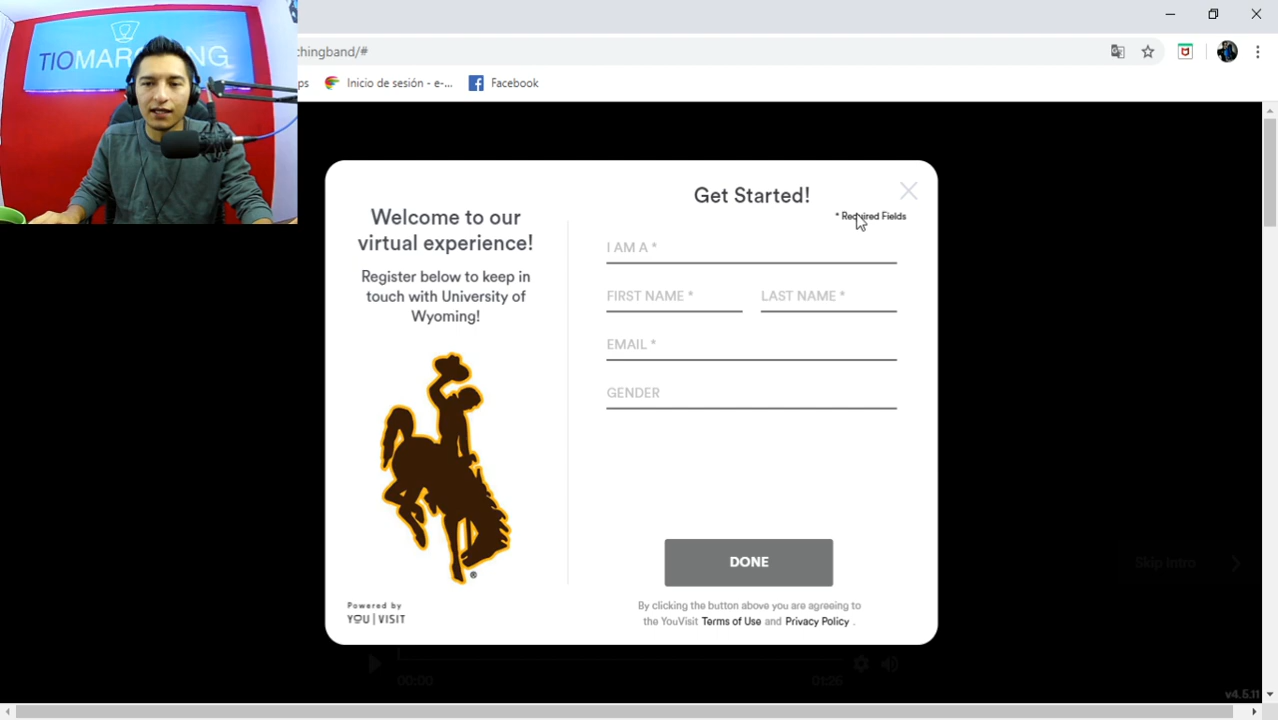 TIOMARCHING
chingband/#
ps
Inicio de sesión - e-...
Facebook
Welcome to our
virtual experience!
Register below to keep in
touch with University of
Wyoming!
®
Powered by
YOU | VISIT
Get Started!
* Required Fields
I AM A *
FIRST NAME *
LAST NAME *
EMAIL *
GENDER
DONE
By clicking the button above you are agreeing to
the YouVisit Terms of Use and Privacy Policy .
Skip Intro
00:00
01:26
v4.5.11